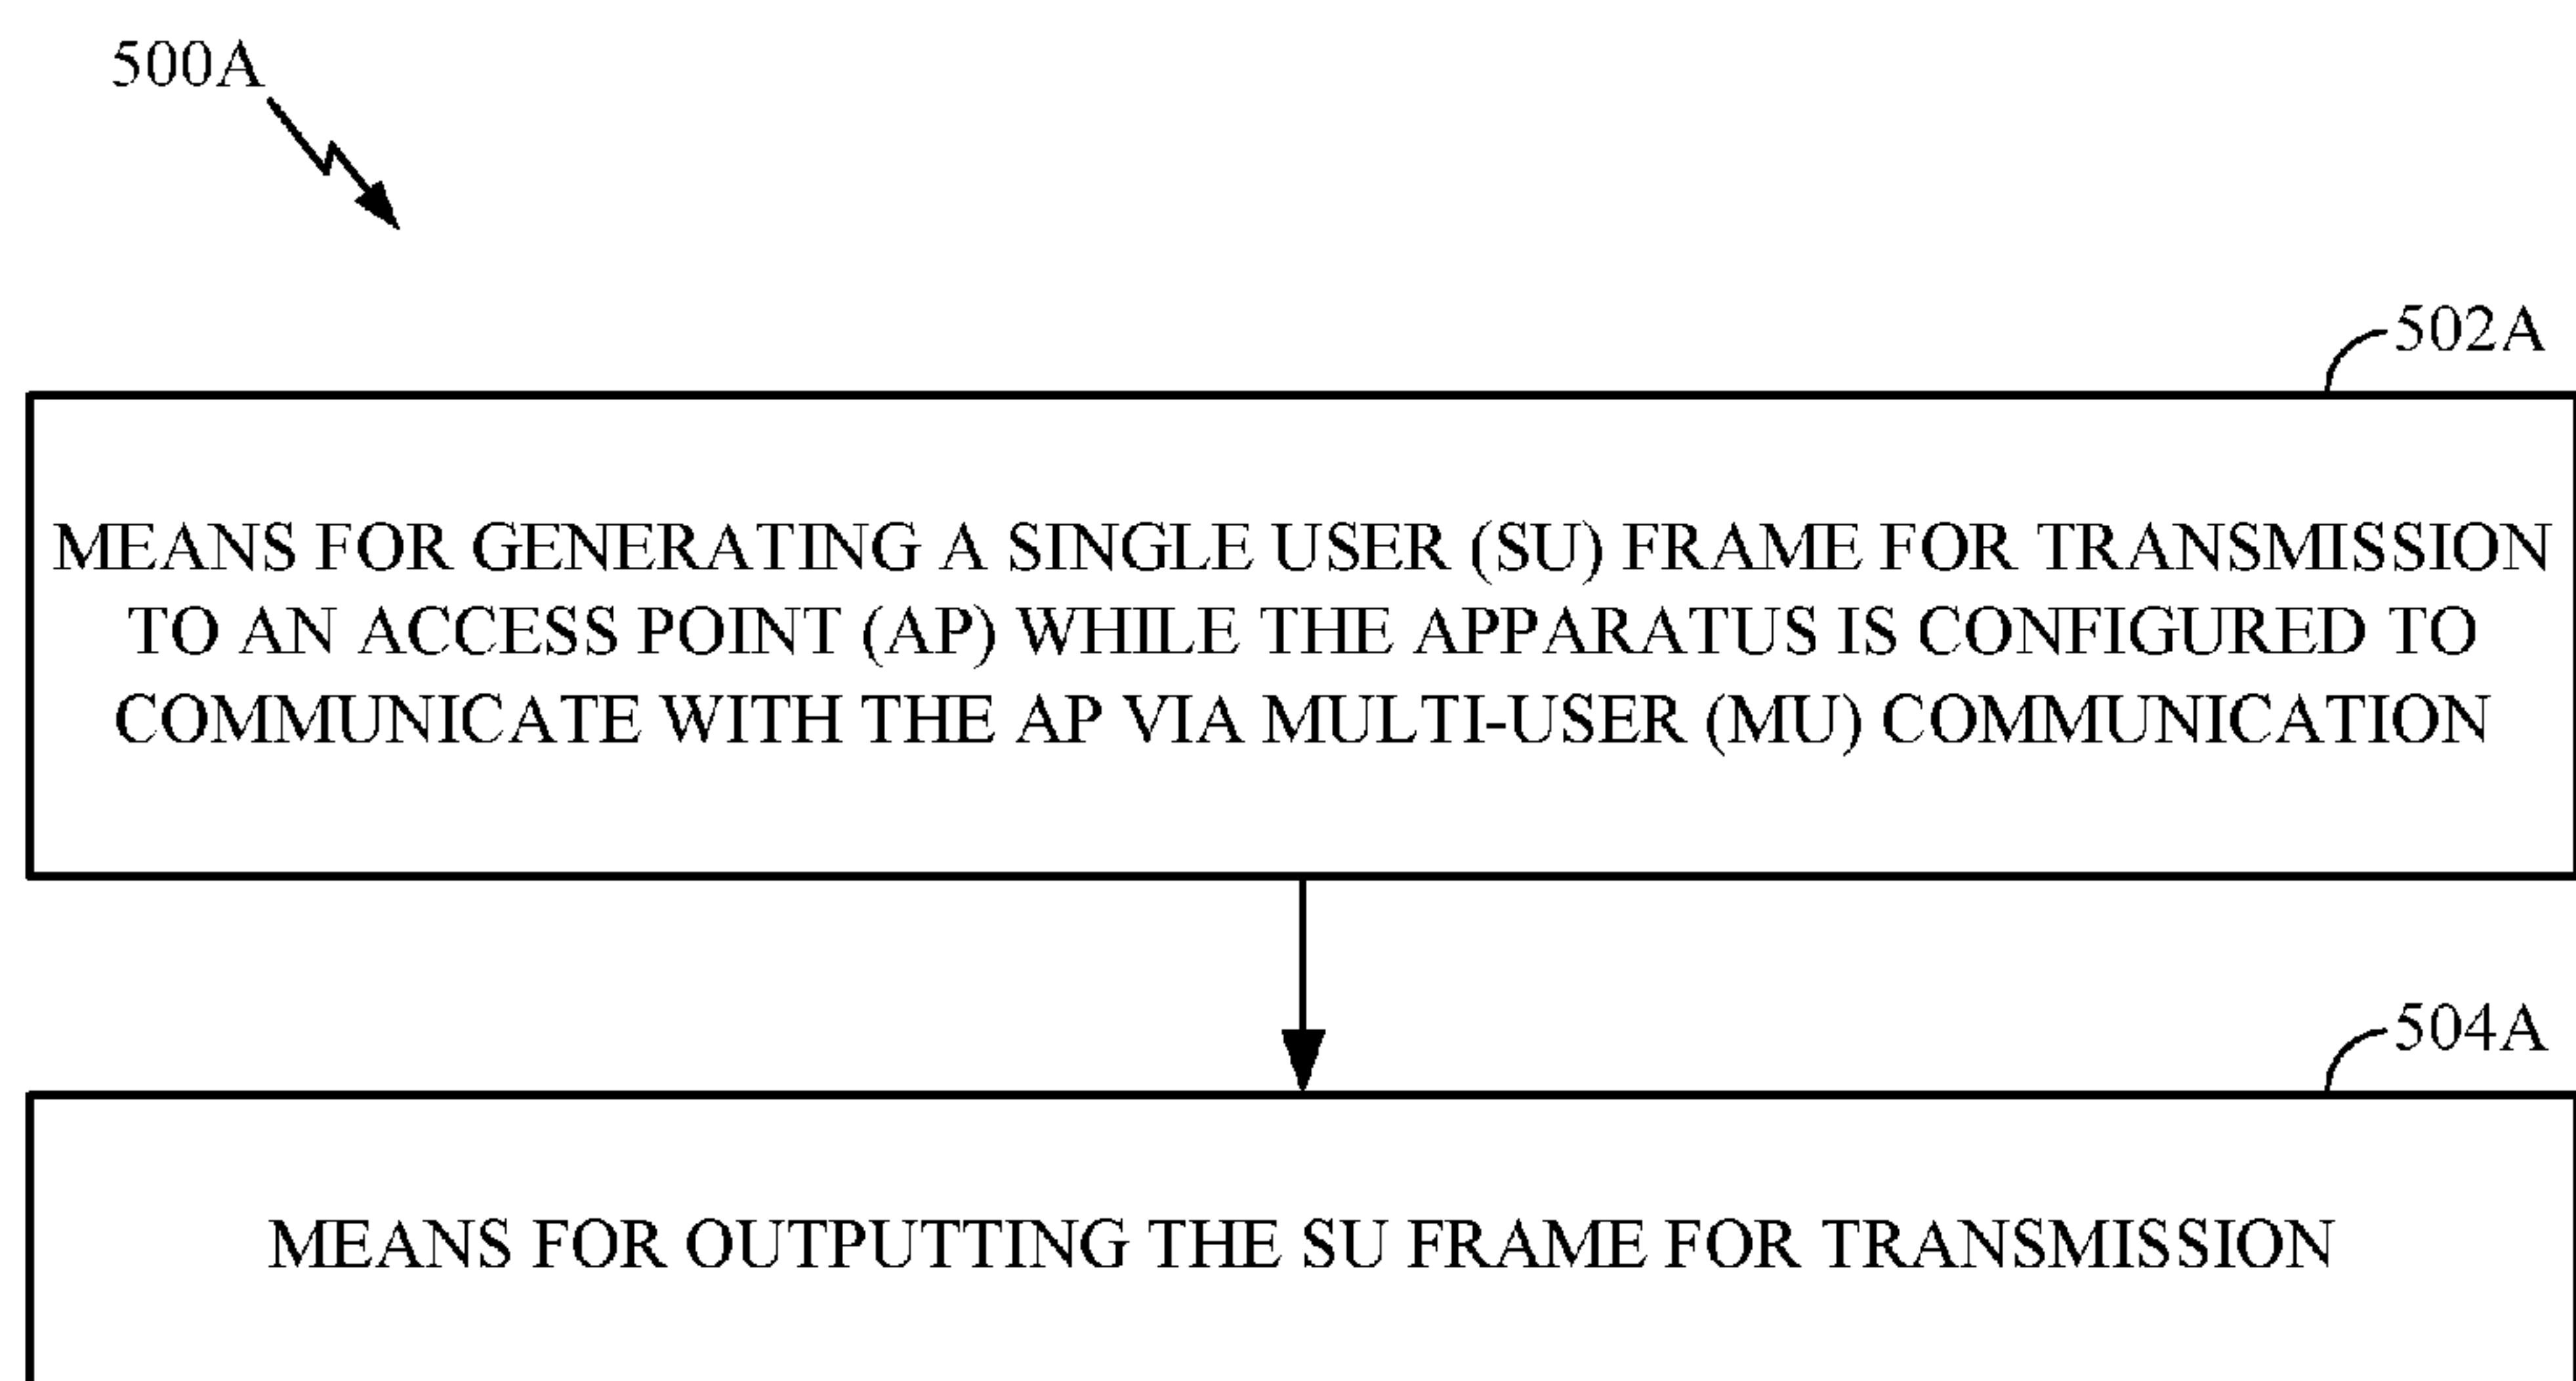 500A
502A
MEANS FOR GENERATING A SINGLE USER (SU) FRAME FOR TRANSMISSION
TO AN ACCESS POINT (AP) WHILE THE APPARATUS IS CONFIGURED TO
COMMUNICATE WITH THE AP VIA MULTI-USER (MU) COMMUNICATION
504A
MEANS FOR OUTPUTTING THE SU FRAME FOR TRANSMISSION